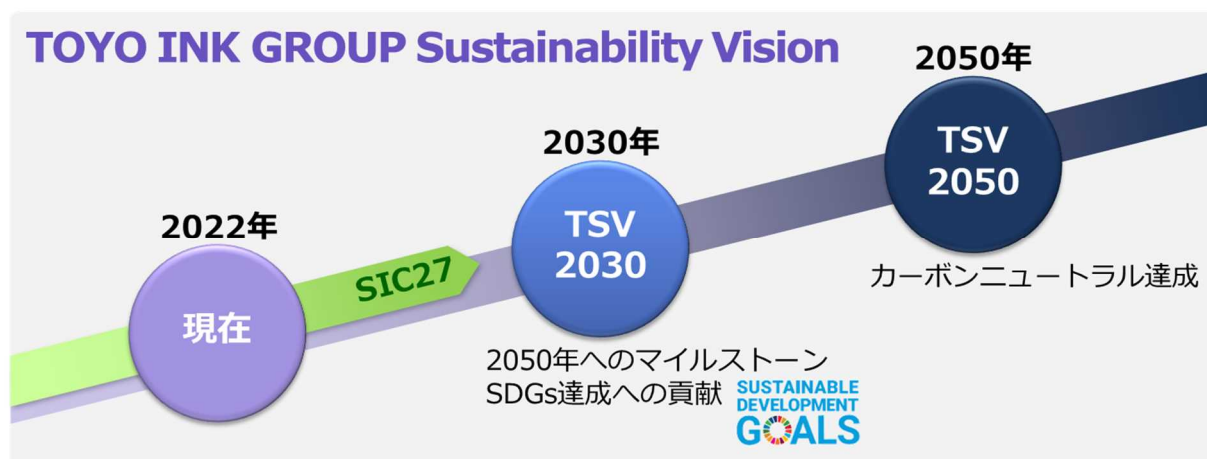 TOYO INK GROUP Sustainability Vision
2022年
現在
SIC27
2030年
TSV
2030
2050年へのマイルストーン
SDGs達成への貢献
SUSTAINABLE
DEVELOPMENT
GOALS
2050年
TSV
2050
カーボンニュートラル達成